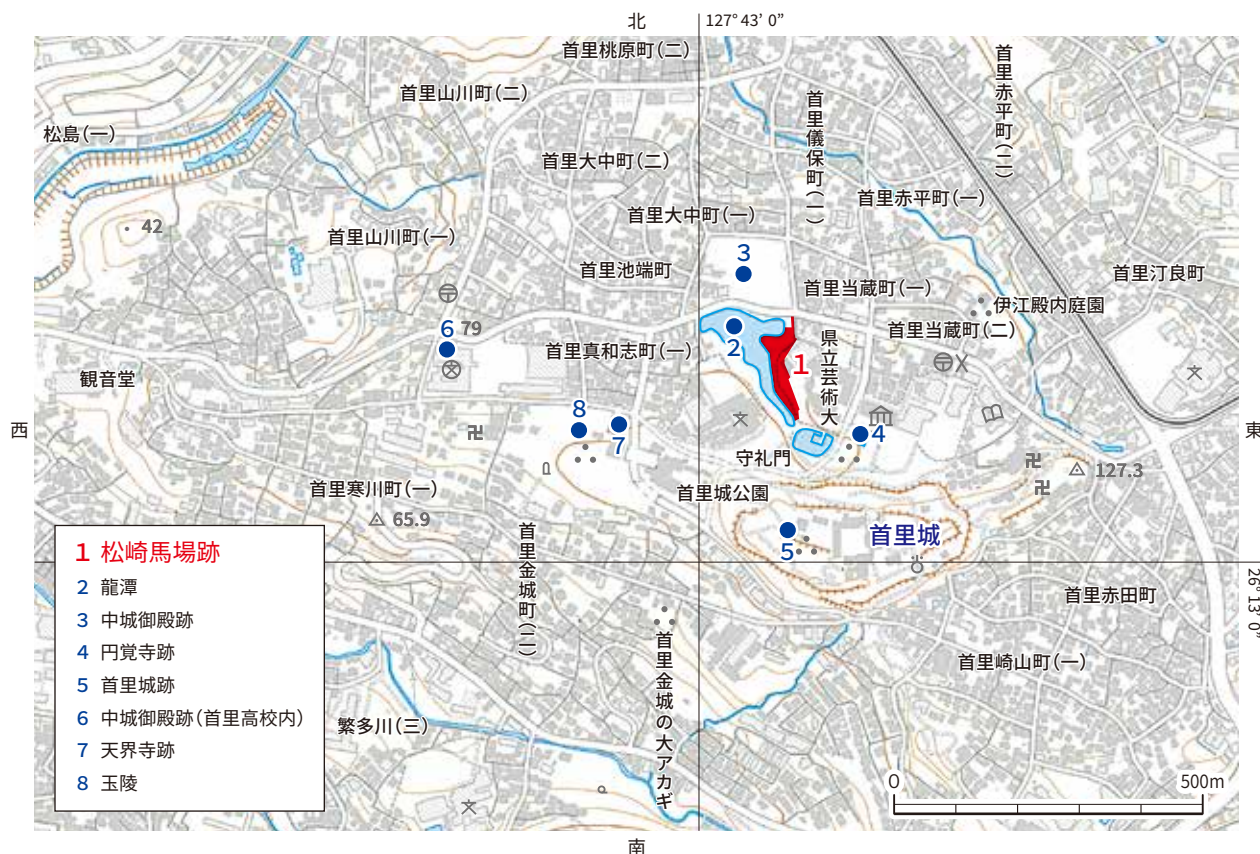 北
127°43’0”
首里桃原町(二)
首里赤平町(二)
首里山川町(二)
首里儀保町(一)
松島(一)
首里大中町(二)
首里赤平町(一)
首里大中町(一)
42
首里山川町(一)
3
首里池端町
首里汀良町
首里当蔵町(一)
伊江殿内庭園
6
79
2
首里真和志町(一)
1
県立芸術大
首里当蔵町(二)
観音堂
8
7
4
西
東
守礼門
127.3
首里寒川町(一)
首里城公園
65.9
5
首里城
首里金城町(二)
26°13’0”
首里赤田町
首里金城の大アカギ
首里崎山町(一)
繁多川(三)
1 松崎馬場跡
2 龍潭
3 中城御殿跡
4 円覚寺跡
5 首里城跡
6 中城御殿跡(首里高校内)
7 天界寺跡
8 玉陵
0 500m
南